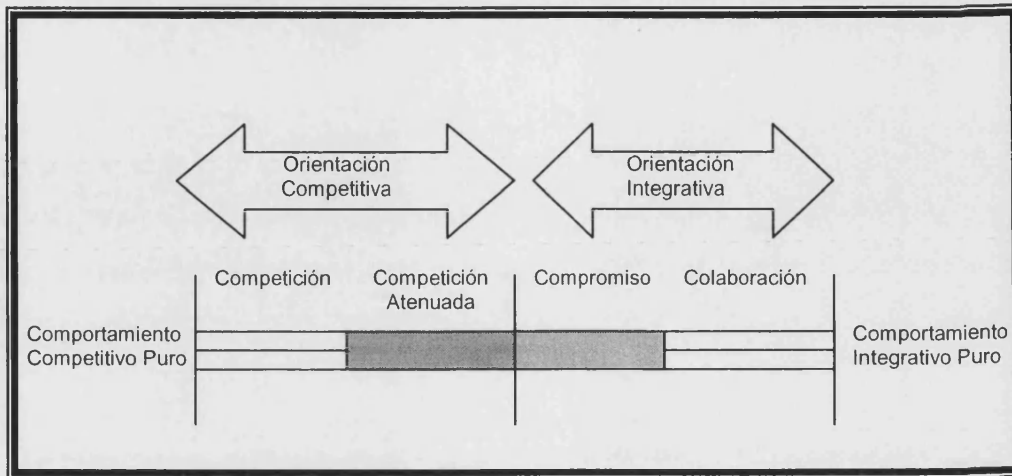 Orientación
Competitiva
Orientación
Integrativa
Competición
Competición
Atenuada
Compromiso
Colaboración
Comportamiento
Competitivo Puro
Comportamiento
Integrativo Puro